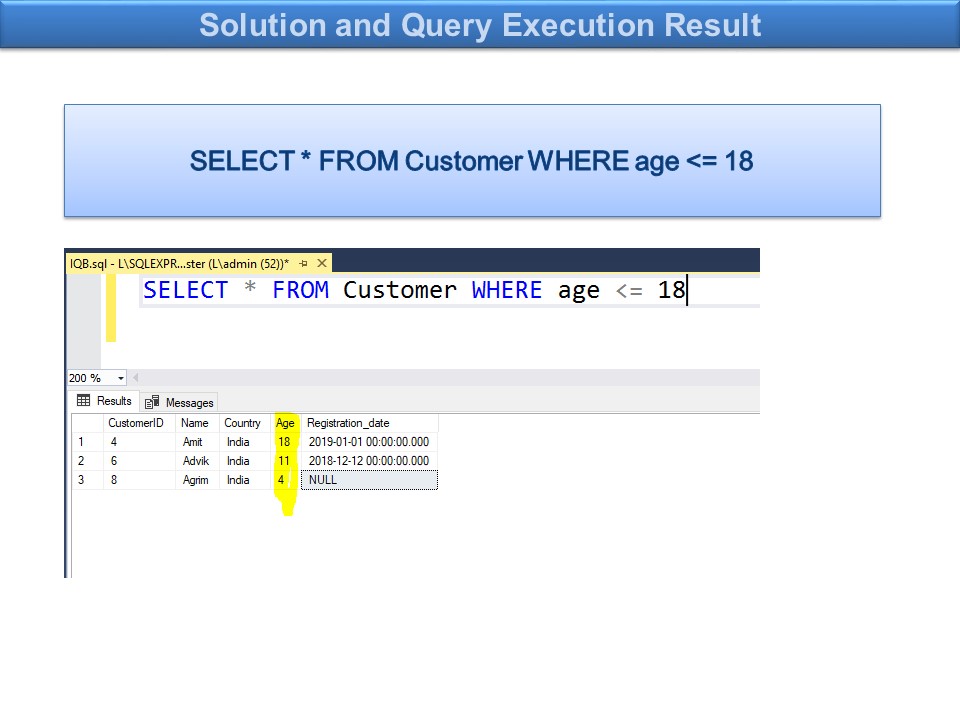 Solution and Query Execution Result
SELECT * FROM Customer WHERE age <= 18
IQB.sql - L\SQLEXPR...ster (L\admin (52))*
SELECT * FROM Customer WHERE age <= 18
200 %
Results Messages
CustomerID Name Country Age Registration_date
1 4 Amit India 18 2019-01-01 00:00:00.000
2 6 Advik India 11 2018-12-12 00:00:00.000
3 8 Agrim India 4 NULL